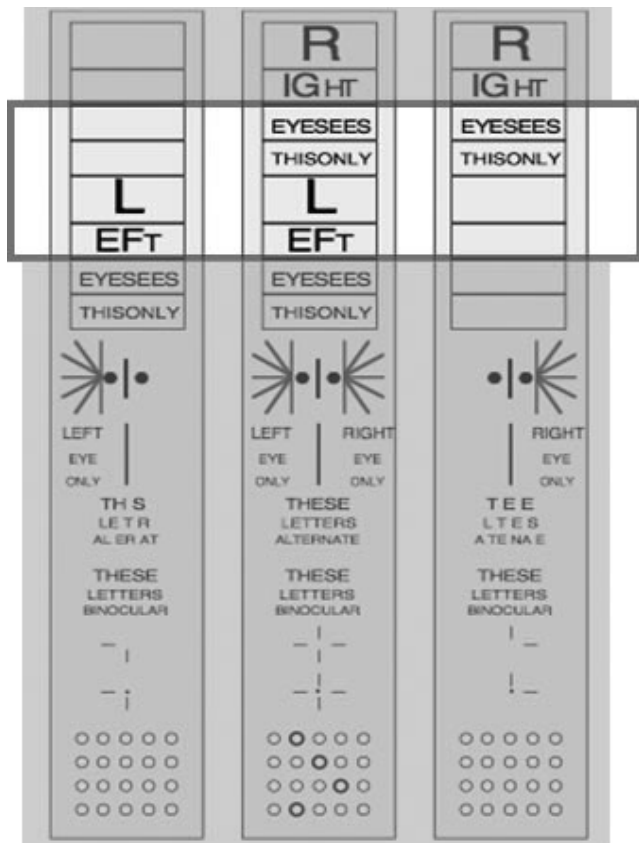 L
EFT
EYESEES
THISONLY
LEFT
EYE
ONLY
TH S
LE T R
AL ER AT
THESE
LETTERS
BINOCULAR
R
IGHT
EYESEES
THISONLY
L
EFT
EYESEES
THISONLY
LEFT RIGHT
EYE EYE
ONLY ONLY
THESE
LETTERS
ALTERNATE
THESE
LETTERS
BINOCULAR
R
IGHT
EYESEES
THISONLY
RIGHT
EYE
ONLY
T E E
L T E S
A TE NA E
THESE
LETTERS
BINOCULAR